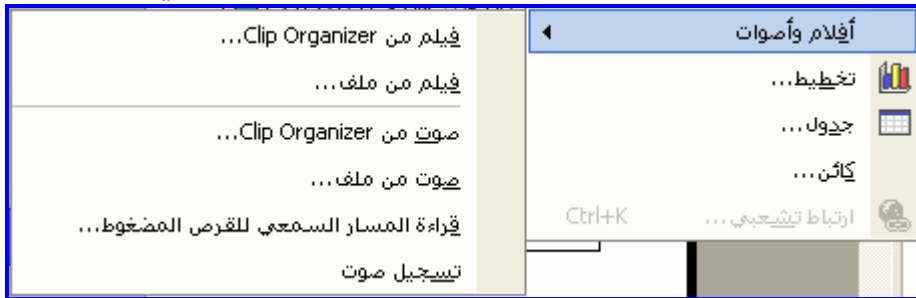 أفلام وأصوات
تخطيط...
جدول...
كائن...
ارتباط تشعبي... Ctrl+K
فيلم من Clip Organizer...
فيلم من ملف...
صوت من Clip Organizer...
صوت من ملف...
قراءة المسار السمعي للقرص المضغوط...
تسجيل صوت